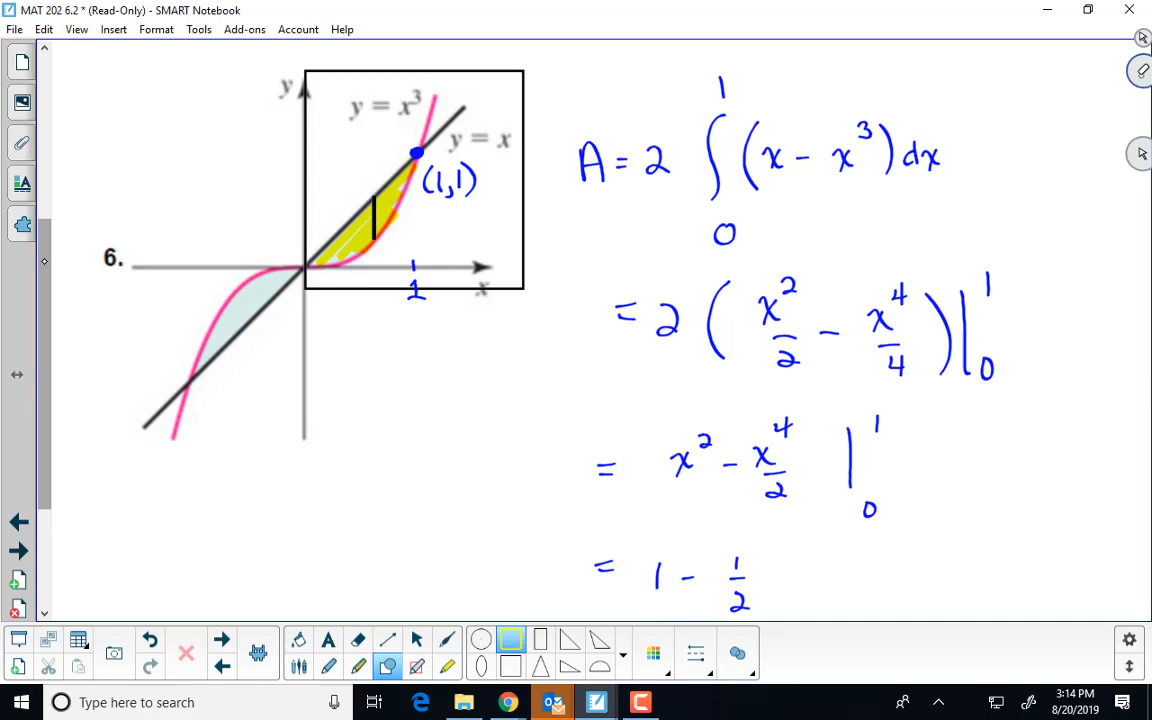 MAT 202 6.2 * (Read-Only) - SMART Notebook
File Edit View Insert Format Tools Add-ons Account Help
y
y = x³
y = x
(1,1)
6.
1
x
A = 2 ∫₀¹ (x - x³) dx
= 2 ( x²/2 - x⁴/4 ) |₀¹
= x² - x⁴/2 |₀¹
= 1 - 1/2
A
Type here to search
3:14 PM
8/20/2019